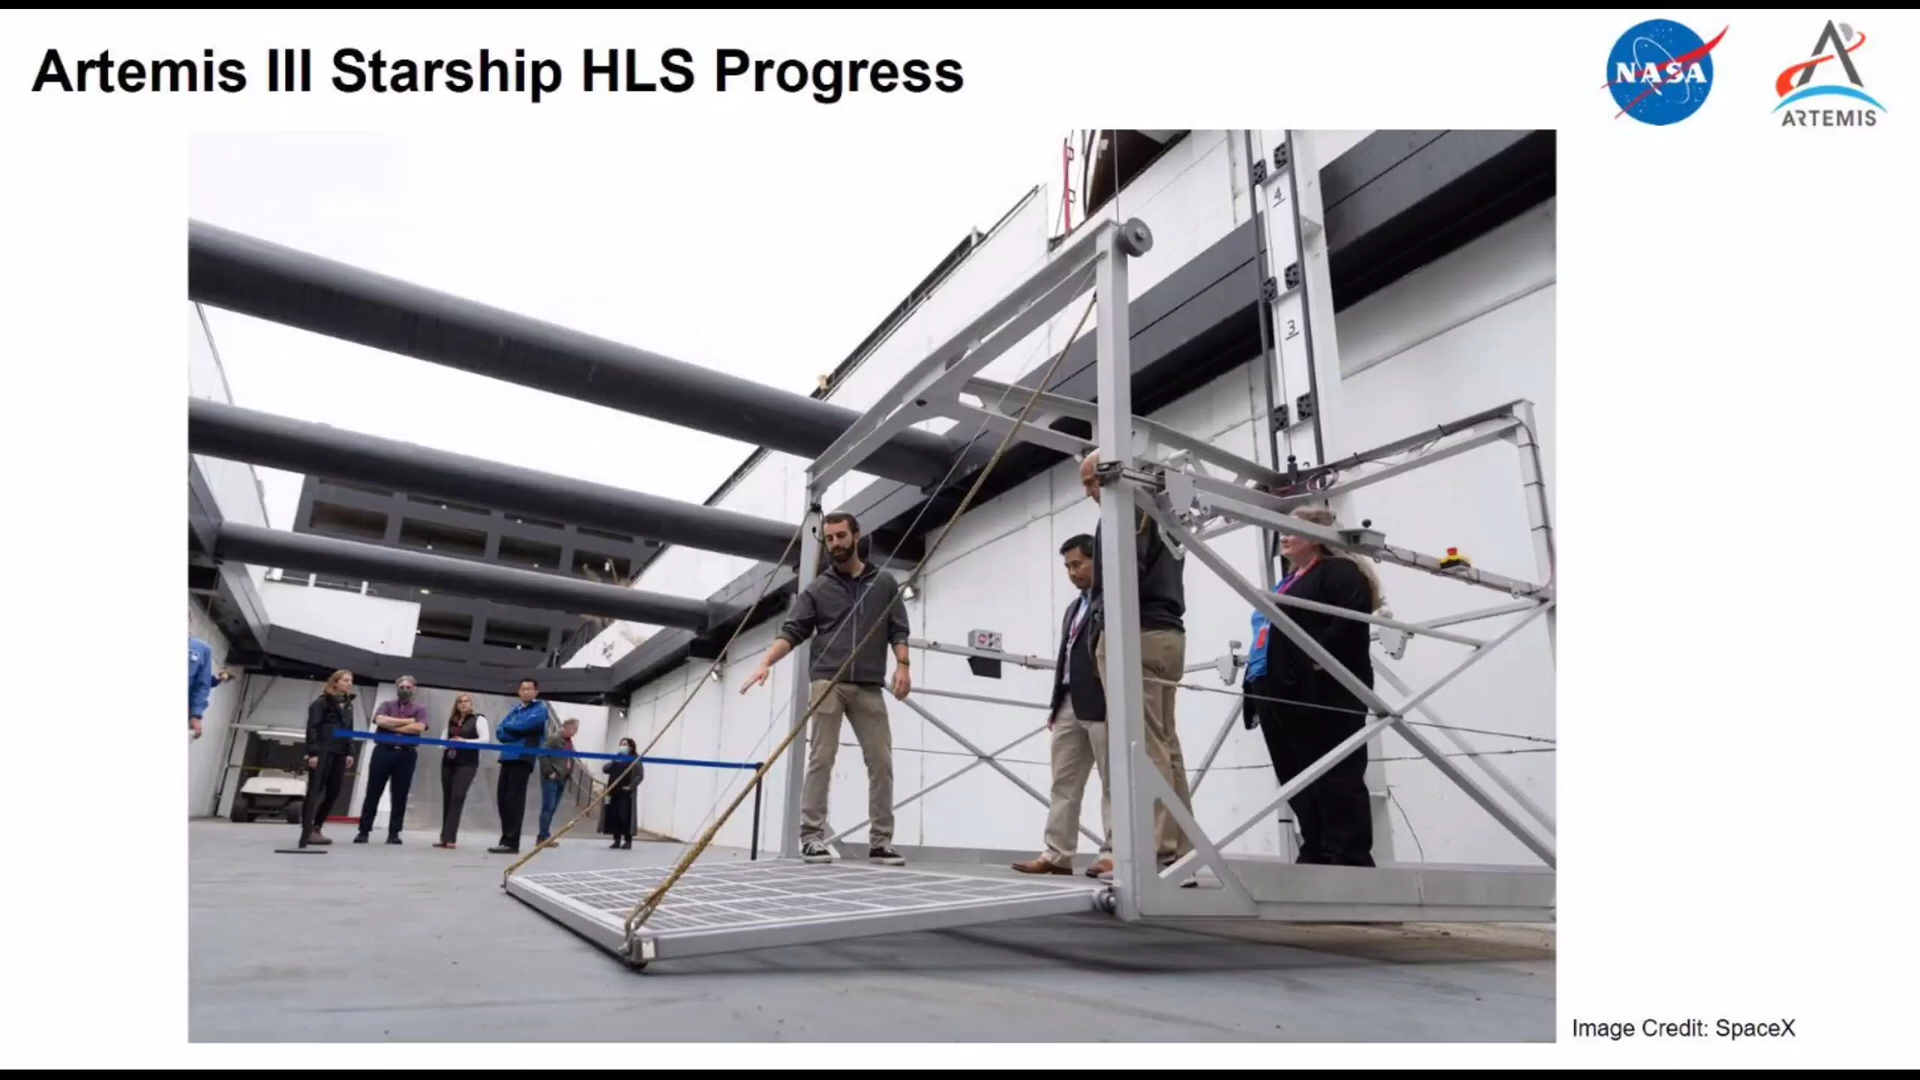 Artemis III Starship HLS Progress
NASA
ARTEMIS
4
3
Image Credit: SpaceX